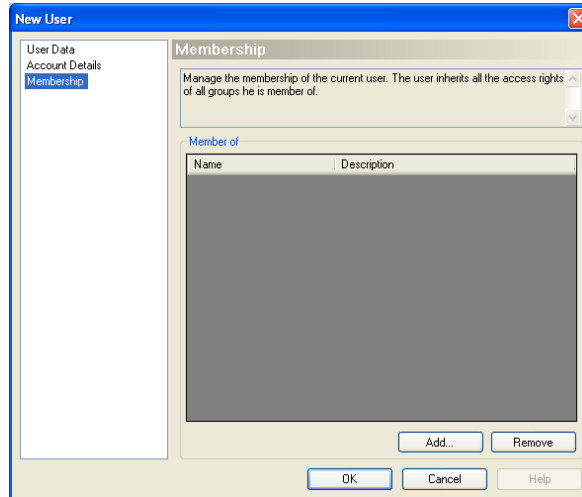 New User
User Data
Account Details
Membership
Membership
Manage the membership of the current user. The user inherits all the access rights
of all groups he is member of.
Member of
Name Description
Add... Remove
OK Cancel Help